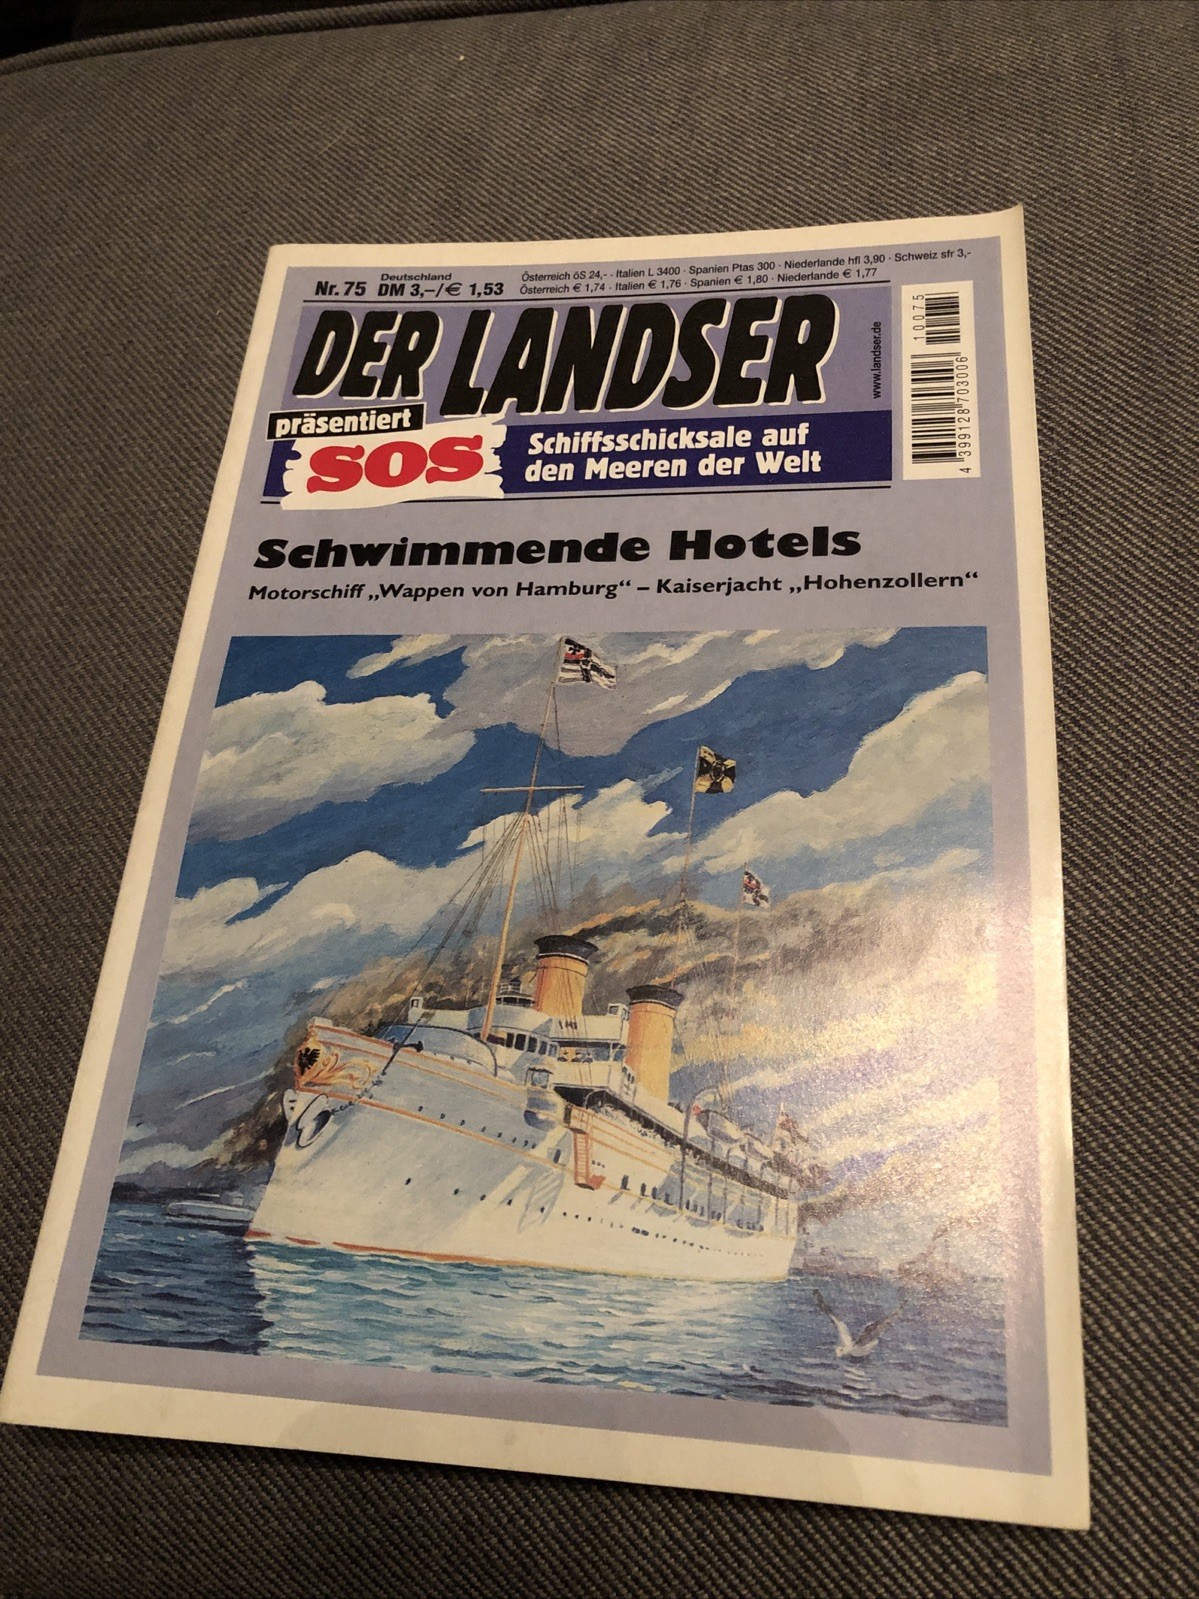 Nr. 75
Deutschland
DM 3,–/€ 1,53
Österreich öS 24,- · Italien L 3400 · Spanien Ptas 300 · Niederlande hfl 3,90 · Schweiz sfr 3,-
Österreich € 1,74 · Italien € 1,76 · Spanien € 1,80 · Niederlande € 1,77
DER LANDSER
www.landser.de
10075
4 399128 703006
präsentiert
SOS
Schiffsschicksale auf
den Meeren der Welt
Schwimmende Hotels
Motorschiff „Wappen von Hamburg“ – Kaiserjacht „Hohenzollern“